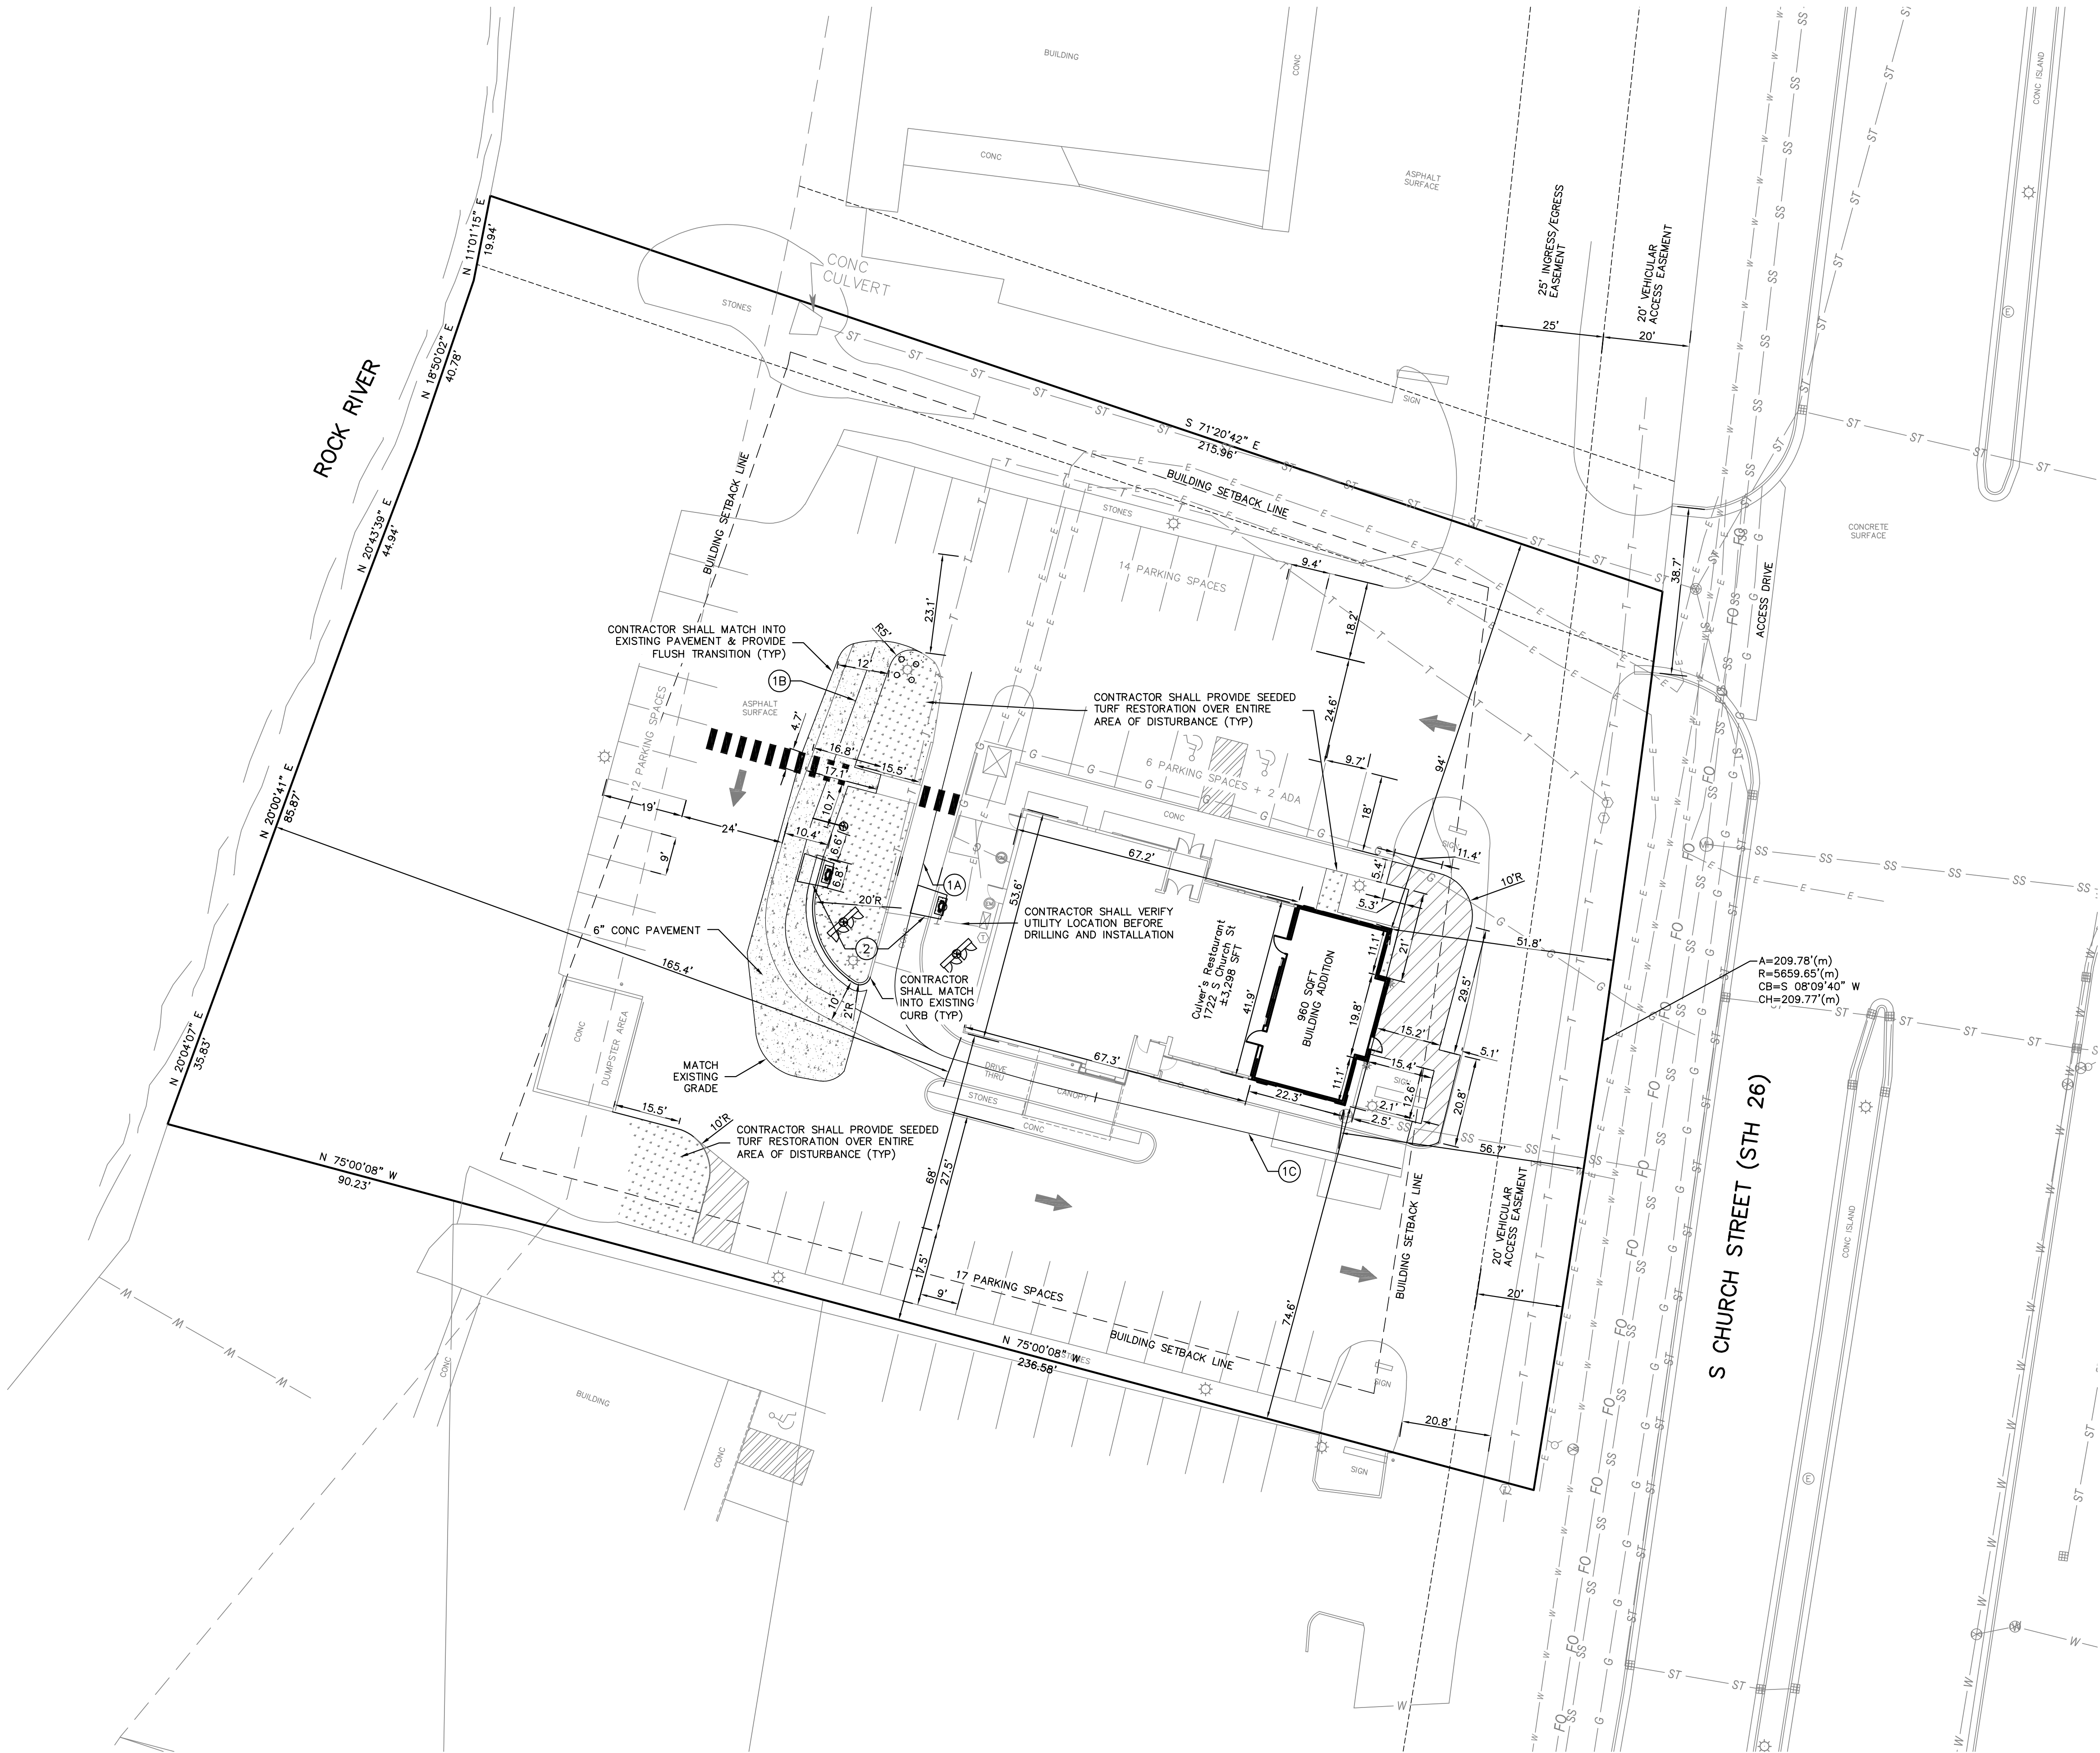 BUILDING
CONC
CONC
ASPHALT
SURFACE
CONC ISLAND
25' INGRESS/EGRESS
EASEMENT
20' VEHICULAR
ACCESS EASEMENT
25'
20'
N 11°01'15" E
19.94'
CONC
CULVERT
STONES
N 18°50'02" E
40.78'
ROCK RIVER
SIGN
S 71°20'42" E
215.96'
BUILDING SETBACK LINE
BUILDING SETBACK LINE
N 20°43'39" E
44.94'
STONES
14 PARKING SPACES
9.4'
18.2'
38.7'
CONCRETE
SURFACE
ACCESS DRIVE
23.1'
CONTRACTOR SHALL MATCH INTO
EXISTING PAVEMENT & PROVIDE
FLUSH TRANSITION (TYP)
R5'
12'
1B
ASPHALT
SURFACE
4.7'
16.8'
15.5'
17.1'
10.7'
12 PARKING SPACES
CONTRACTOR SHALL PROVIDE SEEDED
TURF RESTORATION OVER ENTIRE
AREA OF DISTURBANCE (TYP)
24.6'
9.7'
18'
94'
6 PARKING SPACES + 2 ADA
N 20°00'41" E
85.87'
19'
24'
9'
10.4'
6.6'
6.8'
20'R
1A
CONC
67.2'
53.6'
SIGN
11.4'
5.4'
10'R
5.3'
CONTRACTOR SHALL VERIFY
UTILITY LOCATION BEFORE
DRILLING AND INSTALLATION
2
6" CONC PAVEMENT
165.4'
CONC
CONTRACTOR
SHALL MATCH
INTO EXISTING
CURB (TYP)
10'
2'R
Culver's Restaurant
1722 S Church St
±3,298 SFT
41.9'
960 SQFT
BUILDING ADDITION
11.1'
21'
51.8'
19.8'
29.5'
15.2'
15.4'
5.1'
A=209.78'(m)
R=5659.65'(m)
CB=S 08°09'40" W
CH=209.77'(m)
N 20°04'07" E
35.83'
CONC
DUMPSTER AREA
MATCH
EXISTING
GRADE
DRIVE
THRU
CANOPY
STONES
CONC
67.3'
22.3'
11.1'
SIGN
12.6'
2.1'
2.5'
20.8'
56.7'
1C
15.5'
10'R
CONTRACTOR SHALL PROVIDE SEEDED
TURF RESTORATION OVER ENTIRE
AREA OF DISTURBANCE (TYP)
68'
27.5'
N 75°00'08" W
90.23'
17.5'
9'
17 PARKING SPACES
74.6'
BUILDING SETBACK LINE
20' VEHICULAR
ACCESS EASEMENT
20'
S CHURCH STREET (STH 26)
CONC ISLAND
BUILDING SETBACK LINE
N 75°00'08" W
236.58'
STONES
SIGN
20.8'
SIGN
CONC
BUILDING
CONC